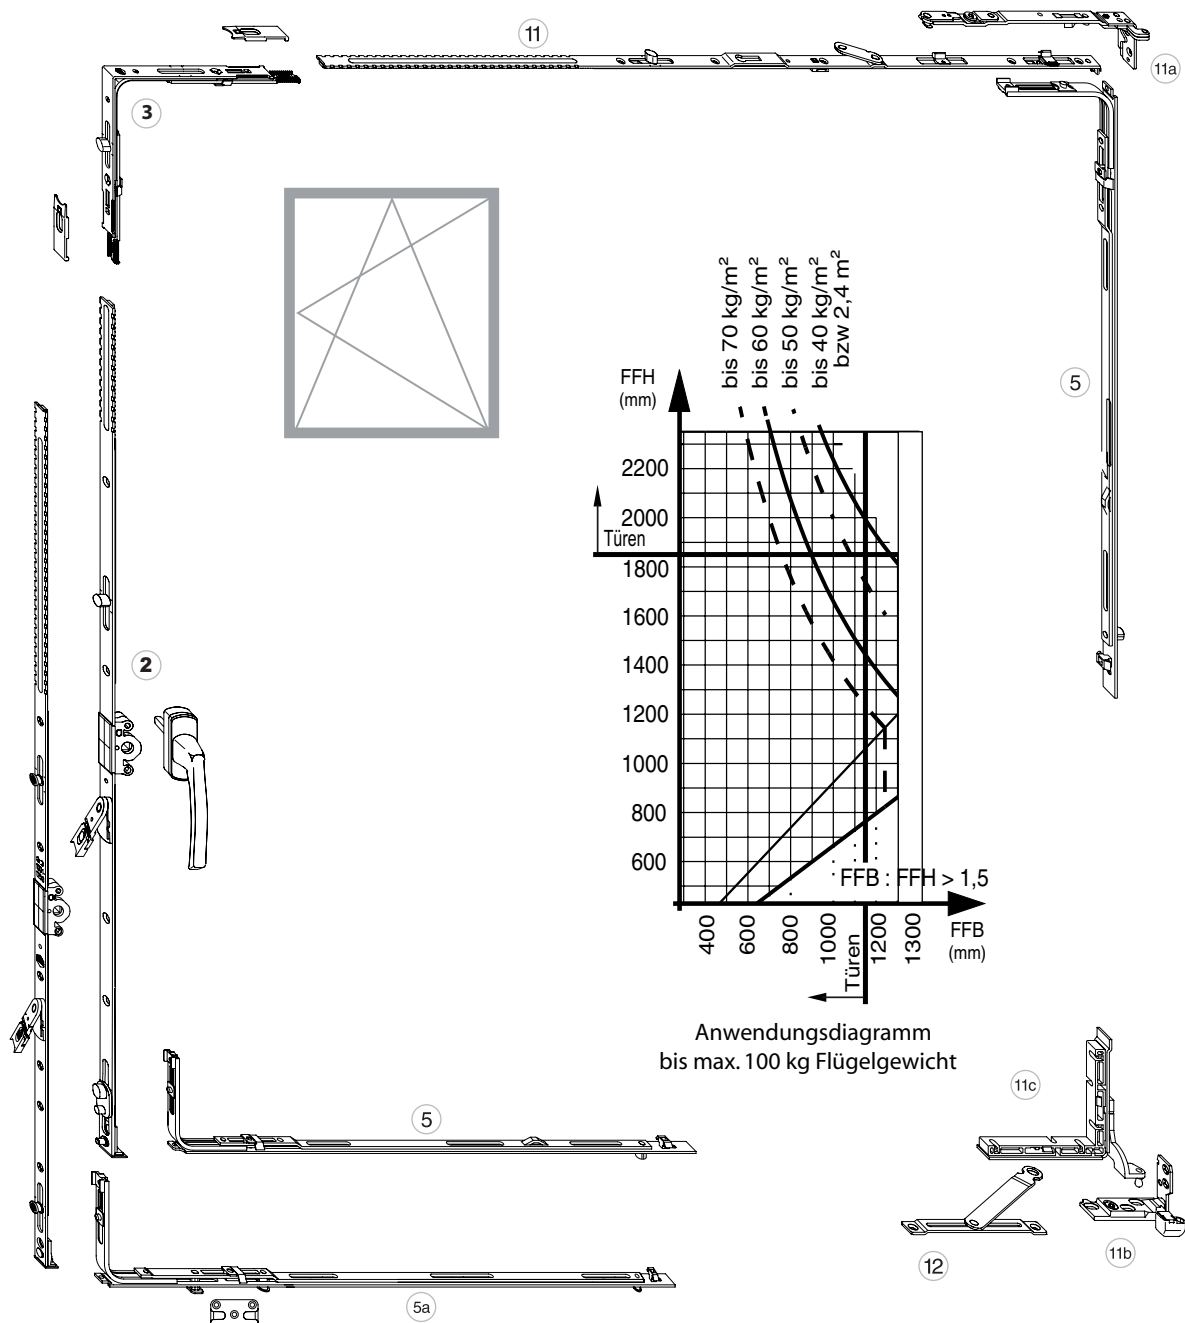 11
11a
3
5
bis 70 kg/m²
bis 60 kg/m²
bis 50 kg/m²
bis 40 kg/m²
bzw 2,4 m²
FFH
(mm)
2200
2000
Türen
1800
1600
1400
1200
1000
800
600
FFB : FFH > 1,5
400
600
800
1000
Türen
1200
1300
FFB
(mm)
2
Anwendungsdiagramm
bis max. 100 kg Flügelgewicht
11c
5
12
11b
5a